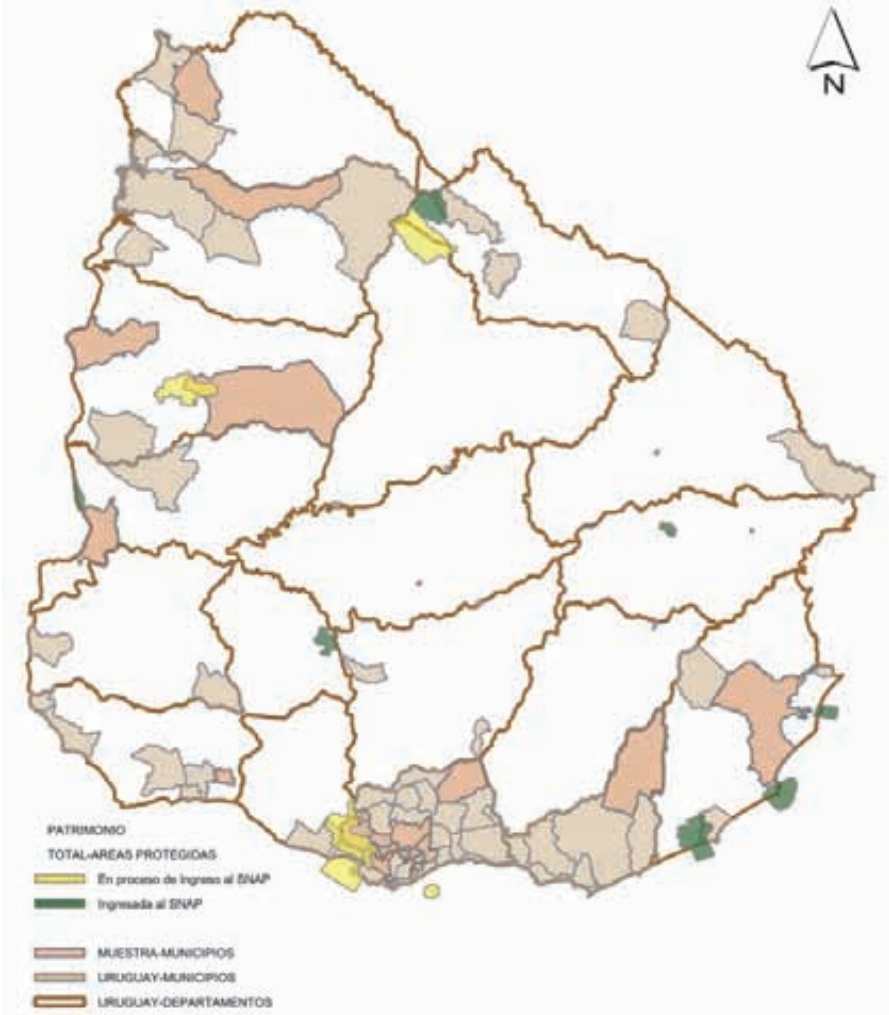 N
PATRIMONIO
TOTAL-AREAS PROTEGIDAS
En proceso de Ingreso al SNAP
Ingresada al SNAP
MUESTRA-MUNICIPIOS
URUGUAY-MUNICIPIOS
URUGUAY-DEPARTAMENTOS